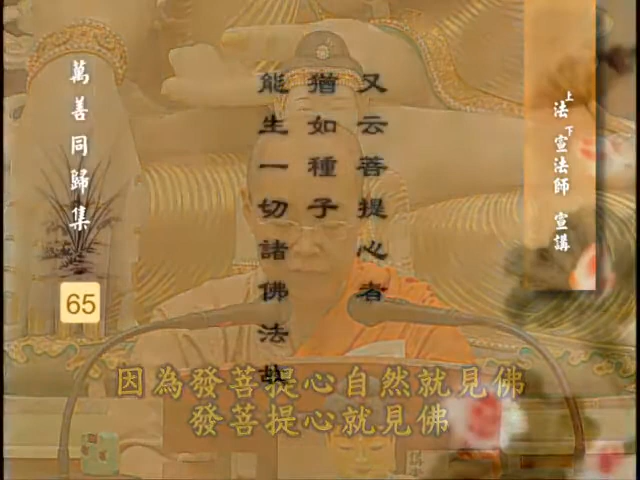 上法下宣法師 宣講
又云菩提心者
猶如種子
能生一切諸佛法故
萬善同歸集
65
因為發菩提心自然就見佛
發菩提心就見佛